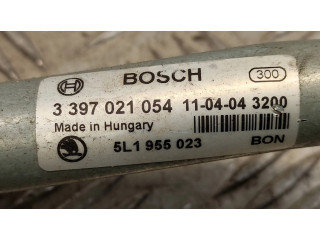 BOSCH 300
3 397 021 054 11-04-04 3200
Made in Hungary
5L1 955 023 BON